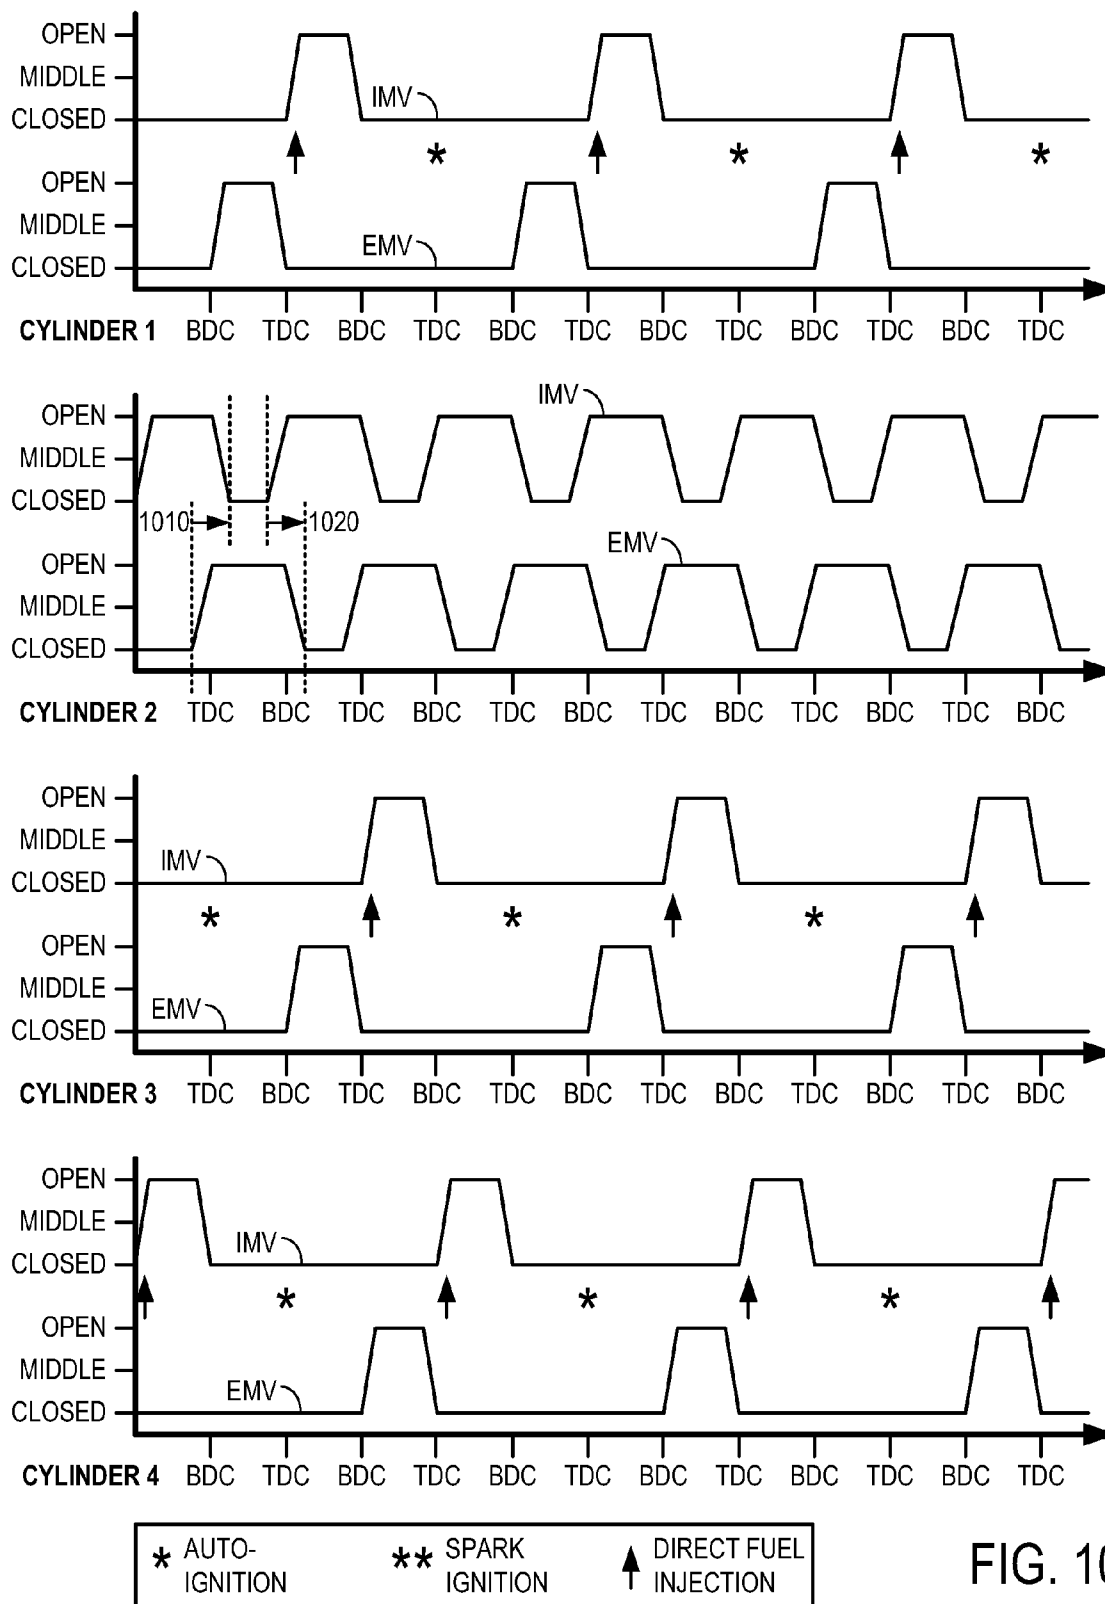 OPEN
MIDDLE
IMV
CLOSED
* * *
OPEN
MIDDLE
EMV
CLOSED
CYLINDER 1 BDC TDC BDC TDC BDC TDC BDC TDC BDC TDC BDC TDC
IMV
OPEN
MIDDLE
CLOSED
1010 1020
EMV
OPEN
MIDDLE
CLOSED
CYLINDER 2 TDC BDC TDC BDC TDC BDC TDC BDC TDC BDC TDC BDC
OPEN
MIDDLE
IMV
CLOSED
* * *
OPEN
MIDDLE
EMV
CLOSED
CYLINDER 3 TDC BDC TDC BDC TDC BDC TDC BDC TDC BDC TDC BDC
OPEN
MIDDLE
IMV
CLOSED
* * *
OPEN
MIDDLE
EMV
CLOSED
CYLINDER 4 BDC TDC BDC TDC BDC TDC BDC TDC BDC TDC BDC TDC
* AUTO-
IGNITION
** SPARK
IGNITION
DIRECT FUEL
INJECTION
FIG. 10